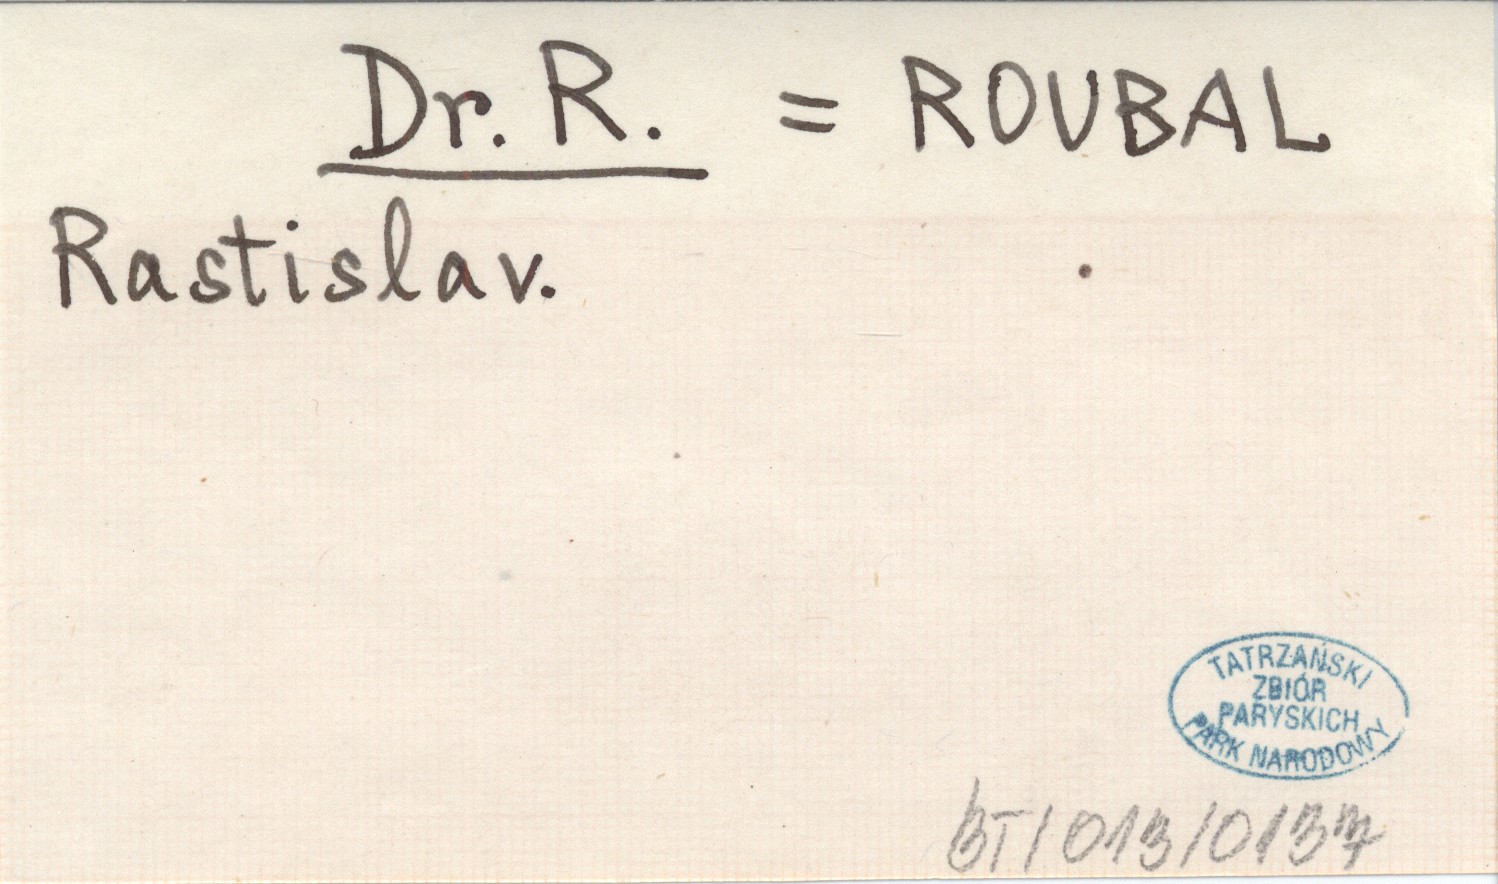 Dr. R. = ROUBAL
Rastislav.
TATRZAŃSKI
ZBIÓR
PARYSKICH
PARK NARODOWY
BT/013/0137